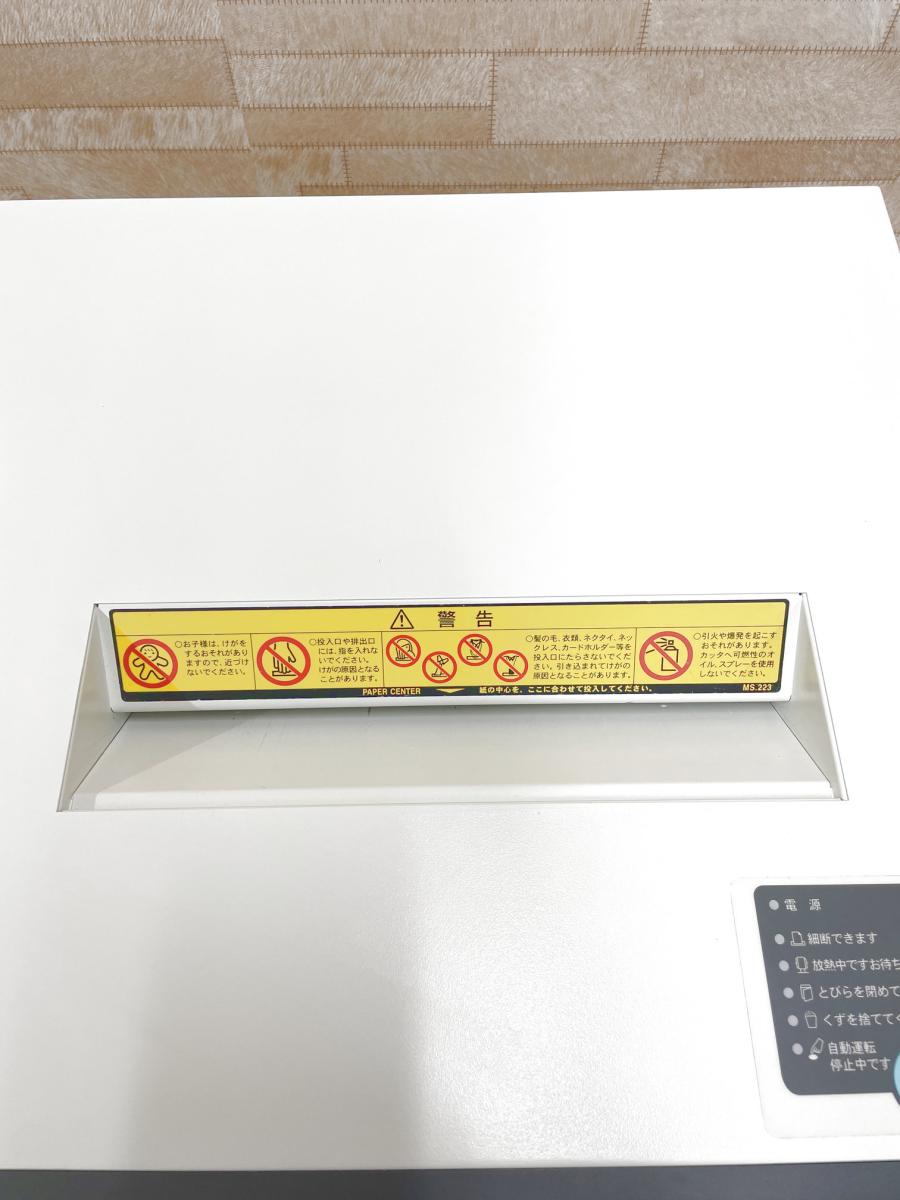 警告
○お子様は、けがを
するおそれがあり
ますので、近づけ
ないでください。
○投入口や排出口
には、指を入れな
いでください。
けがの原因となる
ことがあります。
○髪の毛、衣類、ネクタイ、ネッ
クレス、カードホルダー等を
投入口にたらさないでくだ
さい。引き込まれてけがの
原因となることがあります。
○引火や爆発を起こす
おそれがあります。
カッタへ可燃性のオ
イル、スプレーを使用
しないでください。
PAPER CENTER 紙の中心を、ここに合わせて投入してください。 MS.223
電源
細断できます
放熱中ですお待ち
とびらを閉めて
くずを捨ててく
自動運転
停止中です